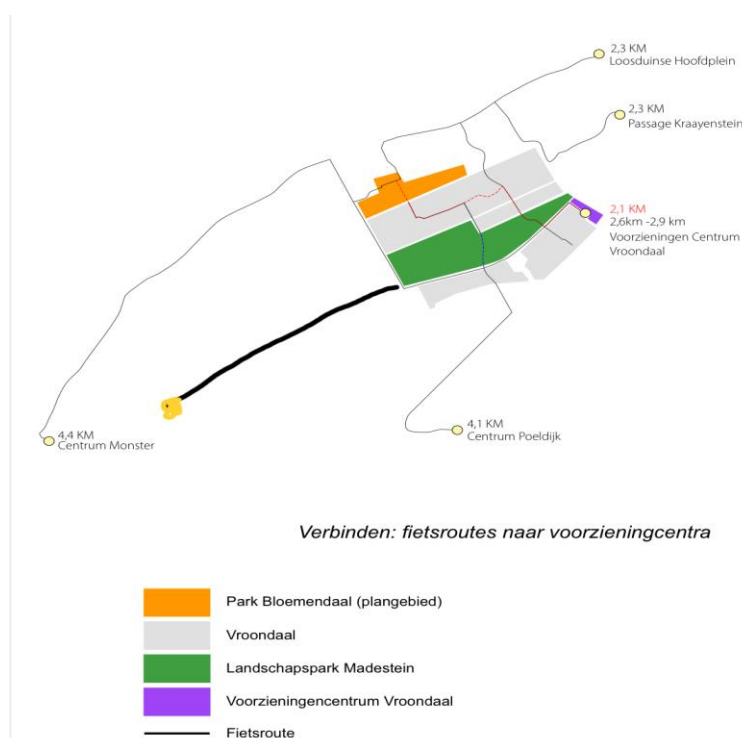 2,3 KM
Loosduinse Hoofdplein
2,3 KM
Passage Kraayenstein
2,1 KM
2,6km -2,9 km
Voorzieningen Centrum
Vroondaal
4,4 KM
Centrum Monster
4,1 KM
Centrum Poeldijk
Verbinden: fietsroutes naar voorzieningcentra
Park Bloemendaal (plangebied)
Vroondaal
Landschapspark Madestein
Voorzieningencentrum Vroondaal
Fietsroute